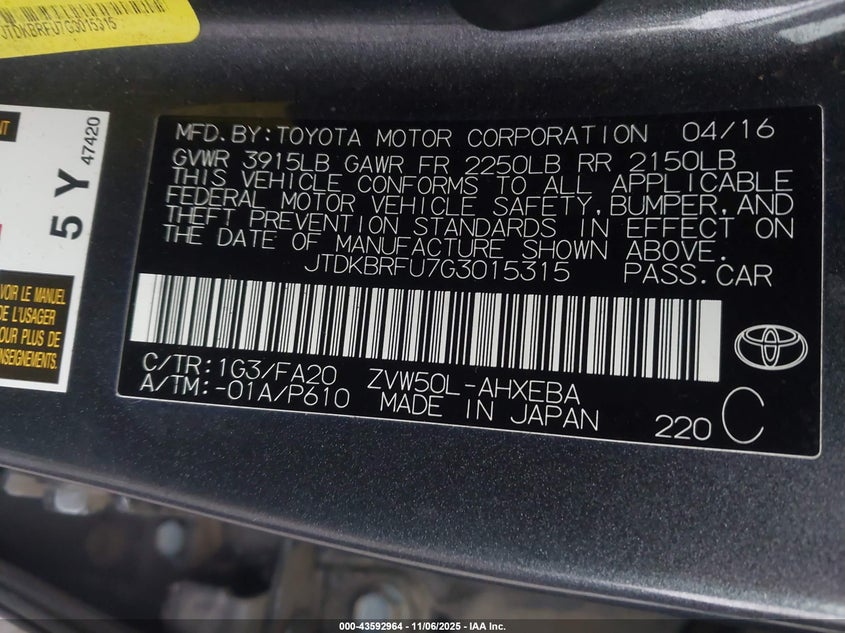 JTDKBRFU7G3015315
NT
5 Y
47420
VOIR LE MANUEL
DE L'USAGER
POUR PLUS DE
RENSEIGNEMENTS.
MFD.BY:TOYOTA MOTOR CORPORATION 04/16
GVWR 3915LB GAWR FR 2250LB RR 2150LB
THIS VEHICLE CONFORMS TO ALL APPLICABLE
FEDERAL MOTOR VEHICLE SAFETY,BUMPER,AND
THEFT PREVENTION STANDARDS IN EFFECT ON
THE DATE OF MANUFACTURE SHOWN ABOVE.
JTDKBRFU7G3015315 PASS.CAR
C/TR:1G3/FA20 ZVW50L-AHXEBA
A/TM:-01A/P610 MADE IN JAPAN
220 C
000-43592964 - 11/06/2025 - IAA Inc.